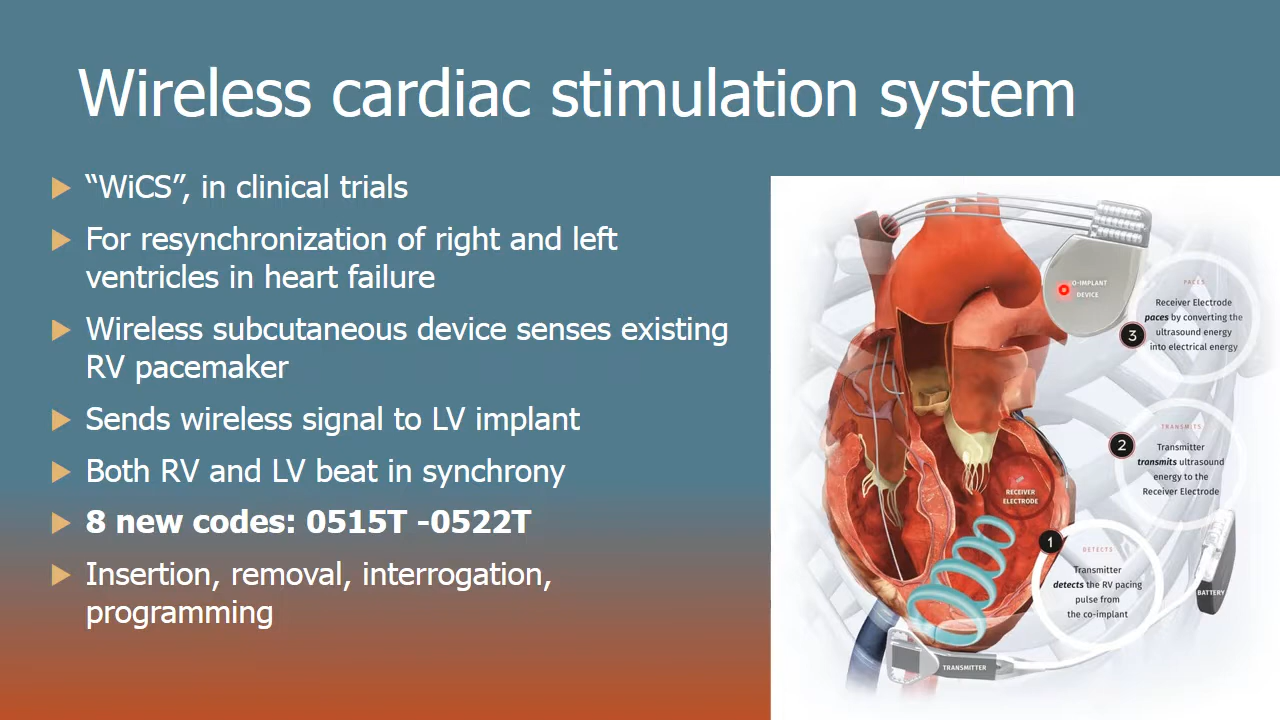 Wireless cardiac stimulation system
“WiCS”, in clinical trials
For resynchronization of right and left
ventricles in heart failure
Wireless subcutaneous device senses existing
RV pacemaker
Sends wireless signal to LV implant
Both RV and LV beat in synchrony
8 new codes: 0515T -0522T
Insertion, removal, interrogation,
programming
O-IMPLANT
DEVICE
PACES
Receiver Electrode
paces by converting the
ultrasound energy
into electrical energy
3
TRANSMITS
2
Transmitter
transmits ultrasound
energy to the
Receiver Electrode
RECEIVER
ELECTRODE
1
DETECTS
Transmitter
detects the RV pacing
pulse from
the co-implant
BATTERY
TRANSMITTER